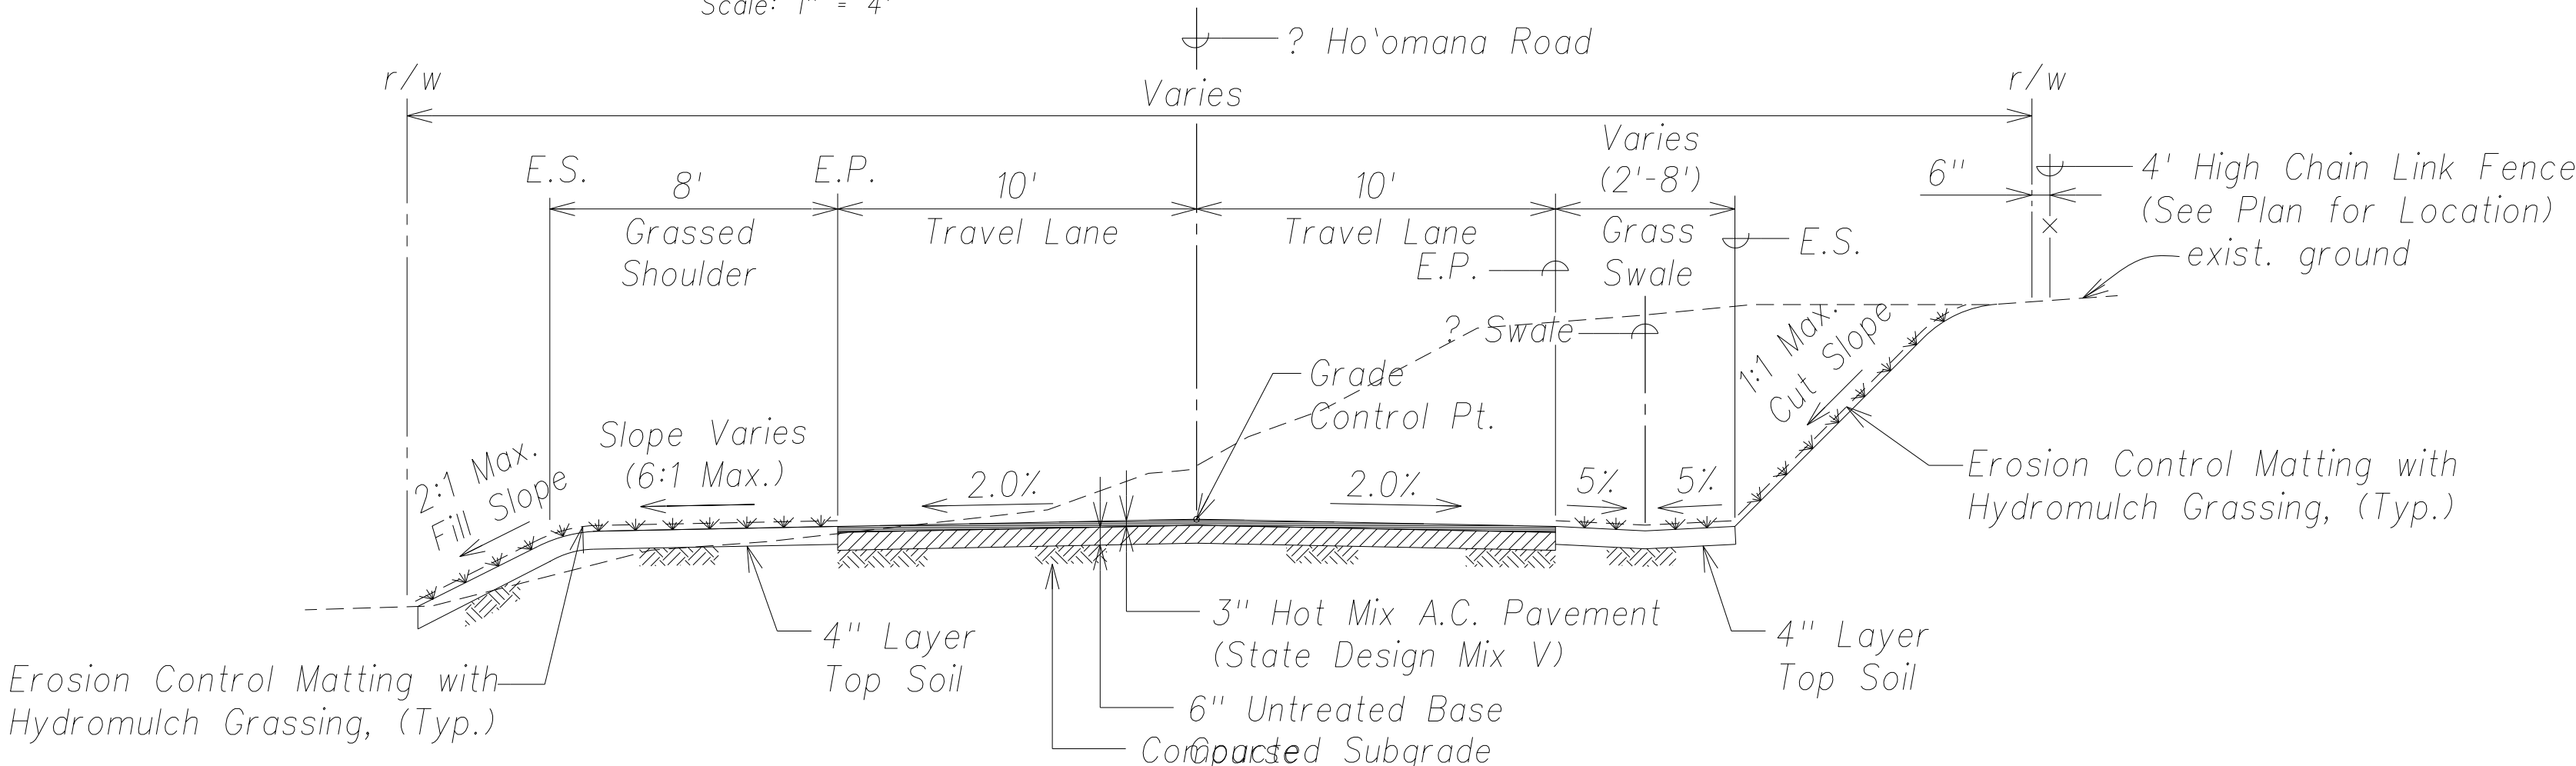 Scale: 1" = 4'
? Ho'omana Road
r/w
Varies
r/w
E.S.
8'
Grassed
Shoulder
E.P.
10'
Travel Lane
10'
Travel Lane
E.P.
Varies
(2'-8')
Grass
Swale
E.S.
6"
4' High Chain Link Fence
(See Plan for Location)
exist. ground
? Swale
Grade
Control Pt.
1:1 Max.
Cut Slope
2:1 Max.
Fill Slope
Slope Varies
(6:1 Max.)
2.0%
2.0%
5%
5%
Erosion Control Matting with
Hydromulch Grassing, (Typ.)
Erosion Control Matting with
Hydromulch Grassing, (Typ.)
4" Layer
Top Soil
3" Hot Mix A.C. Pavement
(State Design Mix V)
6" Untreated Base
Course
Compacted Subgrade
4" Layer
Top Soil